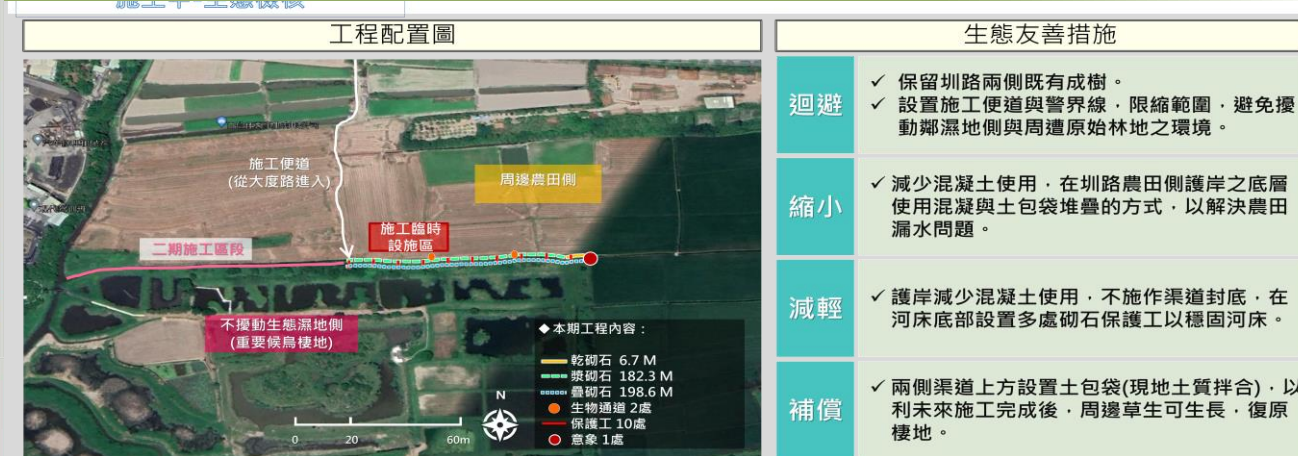 工程配置圖
施工便道
(從大度路進入)
周邊農田側
施工臨時
設施區
二期施工區段
不擾動生態濕地側
(重要候鳥棲地)
◆本期工程內容：
乾砌石 6.7 M
漿砌石 182.3 M
疊砌石 198.6 M
生物通道 2處
保護工 10處
意象 1處
N
0 20 60m
生態友善措施
迴避
✓ 保留圳路兩側既有成樹。
✓ 設置施工便道與警界線，限縮範圍，避免擾
動鄰濕地側與周遭原始林地之環境。
縮小
✓ 減少混凝土使用，在圳路農田側護岸之底層
使用混凝與土包袋堆疊的方式，以解決農田
漏水問題。
減輕
✓ 護岸減少混凝土使用，不施作渠道封底，在
河床底部設置多處砌石保護工以穩固河床。
補償
✓ 兩側渠道上方設置土包袋(現地土質拌合)，以
利未來施工完成後，周邊草生可生長，復原
棲地。